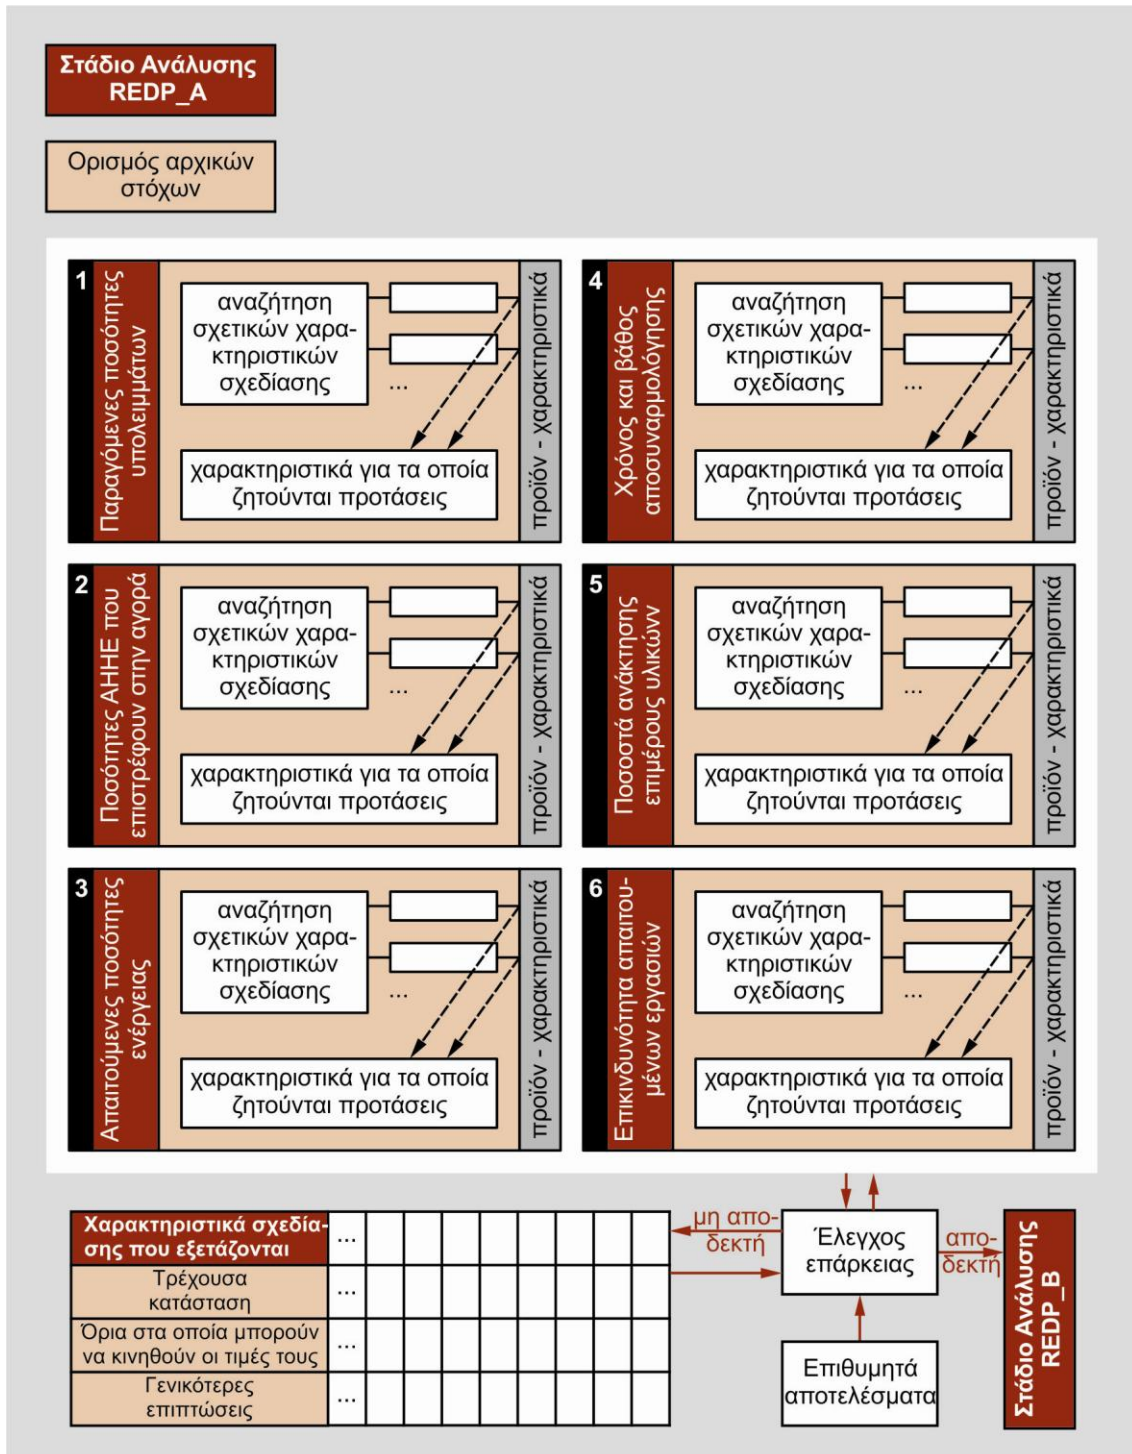 Στάδιο Ανάλυσης
REDP_A
Ορισμός αρχικών
στόχων
1
Παραγόμενες ποσότητες
υπολειμμάτων
αναζήτηση
σχετικών χαρα-
κτηριστικών
σχεδίασης
...
χαρακτηριστικά για τα οποία
ζητούνται προτάσεις
προϊόν - χαρακτηριστικά
4
Χρόνος και βάθος
αποσυναρμολόγησης
αναζήτηση
σχετικών χαρα-
κτηριστικών
σχεδίασης
...
χαρακτηριστικά για τα οποία
ζητούνται προτάσεις
προϊόν - χαρακτηριστικά
2
Ποσότητες ΑΗΗΕ που
επιστρέφουν στην αγορά
αναζήτηση
σχετικών χαρα-
κτηριστικών
σχεδίασης
...
χαρακτηριστικά για τα οποία
ζητούνται προτάσεις
προϊόν - χαρακτηριστικά
5
Ποσοστά ανάκτησης
επιμέρους υλικών
αναζήτηση
σχετικών χαρα-
κτηριστικών
σχεδίασης
...
χαρακτηριστικά για τα οποία
ζητούνται προτάσεις
προϊόν - χαρακτηριστικά
3
Απαιτούμενες ποσότητες
ενέργειας
αναζήτηση
σχετικών χαρα-
κτηριστικών
σχεδίασης
...
χαρακτηριστικά για τα οποία
ζητούνται προτάσεις
προϊόν - χαρακτηριστικά
6
Επικινδυνότητα απαιτου-
μένων εργασιών
αναζήτηση
σχετικών χαρα-
κτηριστικών
σχεδίασης
...
χαρακτηριστικά για τα οποία
ζητούνται προτάσεις
προϊόν - χαρακτηριστικά
Χαρακτηριστικά σχεδία-
σης που εξετάζονται
...
Τρέχουσα
κατάσταση
...
Όρια στα οποία μπορούν
να κινηθούν οι τιμές τους
...
Γενικότερες
επιπτώσεις
...
μη απο-
δεκτή
Έλεγχος
επάρκειας
απο-
δεκτή
Επιθυμητά
αποτελέσματα
Στάδιο Ανάλυσης
REDP_B